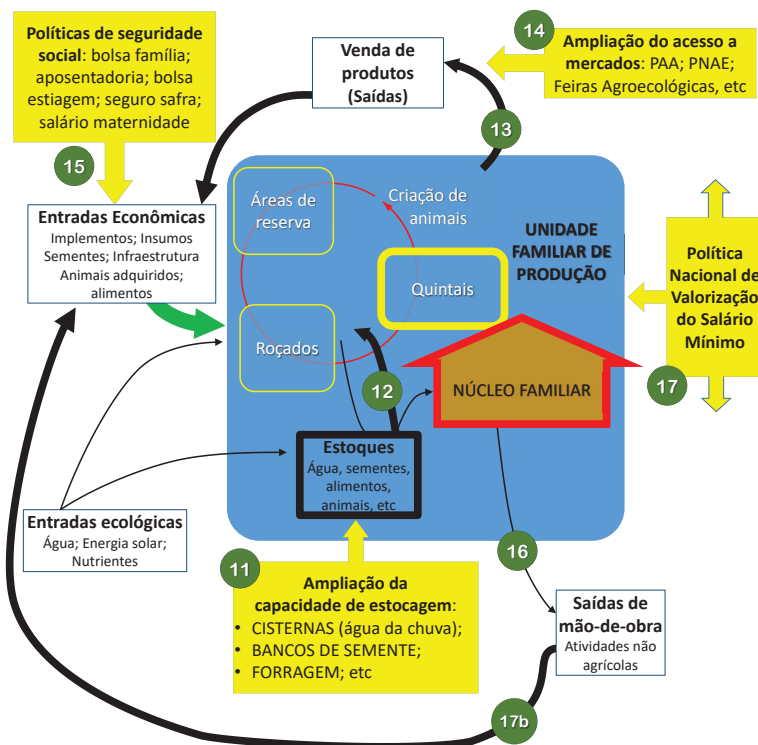 Políticas de seguridade
social: bolsa família;
aposentadoria; bolsa
estiagem; seguro safra;
salário maternidade
15
Venda de
produtos
(Saídas)
14
Ampliação do acesso a
mercados: PAA; PNAE;
Feiras Agroecológicas, etc
13
Entradas Econômicas
Implementos; Insumos
Sementes; Infraestrutura
Animais adquiridos;
alimentos
Áreas de
reserva
Criação de
animais
UNIDADE
FAMILIAR DE
PRODUÇÃO
Quintais
Roçados
Política
Nacional de
Valorização
do Salário
Mínimo
17
12
NÚCLEO FAMILIAR
Estoques
Água, sementes,
alimentos,
animais, etc
Entradas ecológicas
Água; Energia solar;
Nutrientes
11
Ampliação da
capacidade de estocagem:
• CISTERNAS (água da chuva);
• BANCOS DE SEMENTE;
• FORRAGEM; etc
16
Saídas de
mão-de-obra
Atividades não
agrícolas
17b